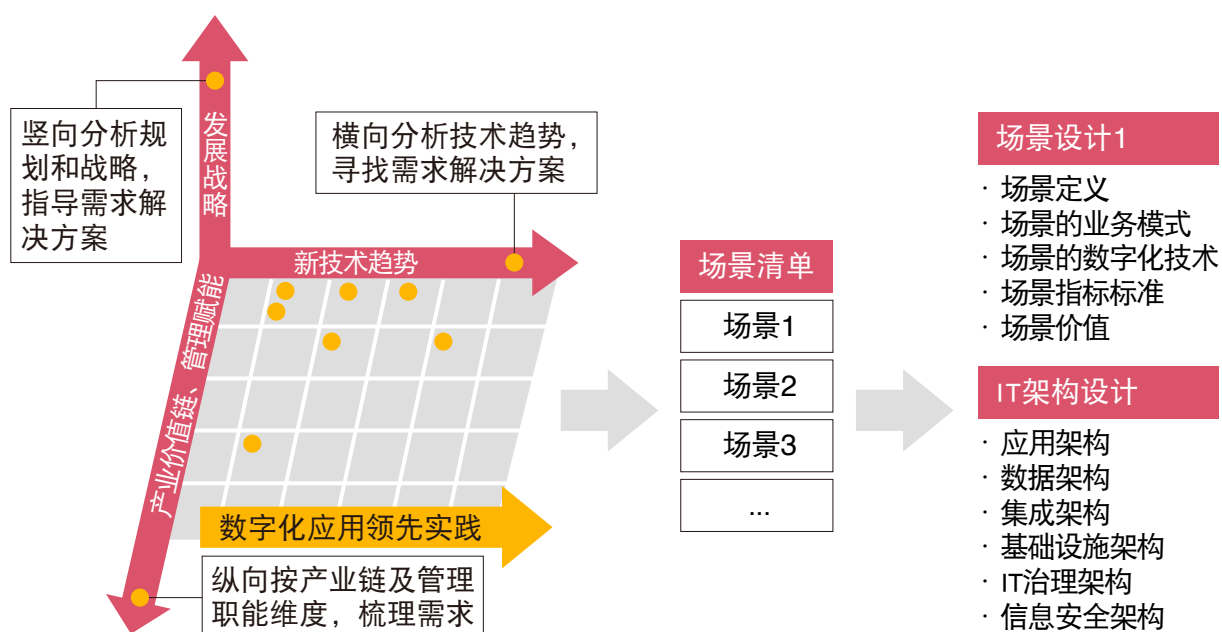 竖向分析规
划和战略，
指导需求解
决方案
发展战略
横向分析技术趋势，
寻找需求解决方案
新技术趋势
产业价值链、管理赋能
数字化应用领先实践
纵向按产业链及管理
职能维度，梳理需求
场景清单
场景1
场景2
场景3
...
场景设计1
· 场景定义
· 场景的业务模式
· 场景的数字化技术
· 场景指标标准
· 场景价值
IT架构设计
· 应用架构
· 数据架构
· 集成架构
· 基础设施架构
· IT治理架构
· 信息安全架构